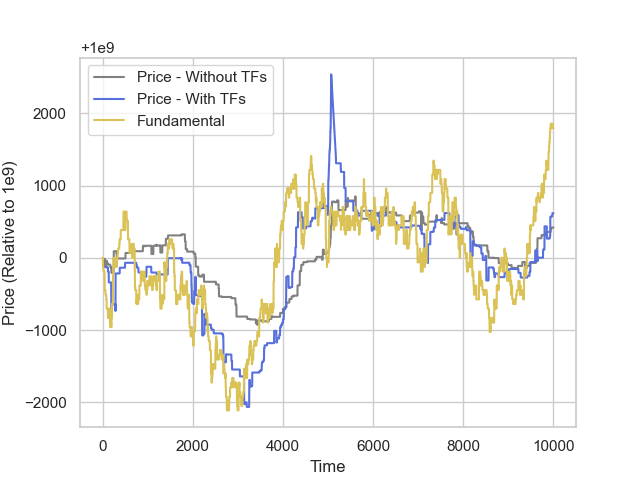 +1e9
Price - Without TFs
Price - With TFs
Fundamental
2000
1000
0
−1000
−2000
Price (Relative to 1e9)
0
2000
4000
6000
8000
10000
Time